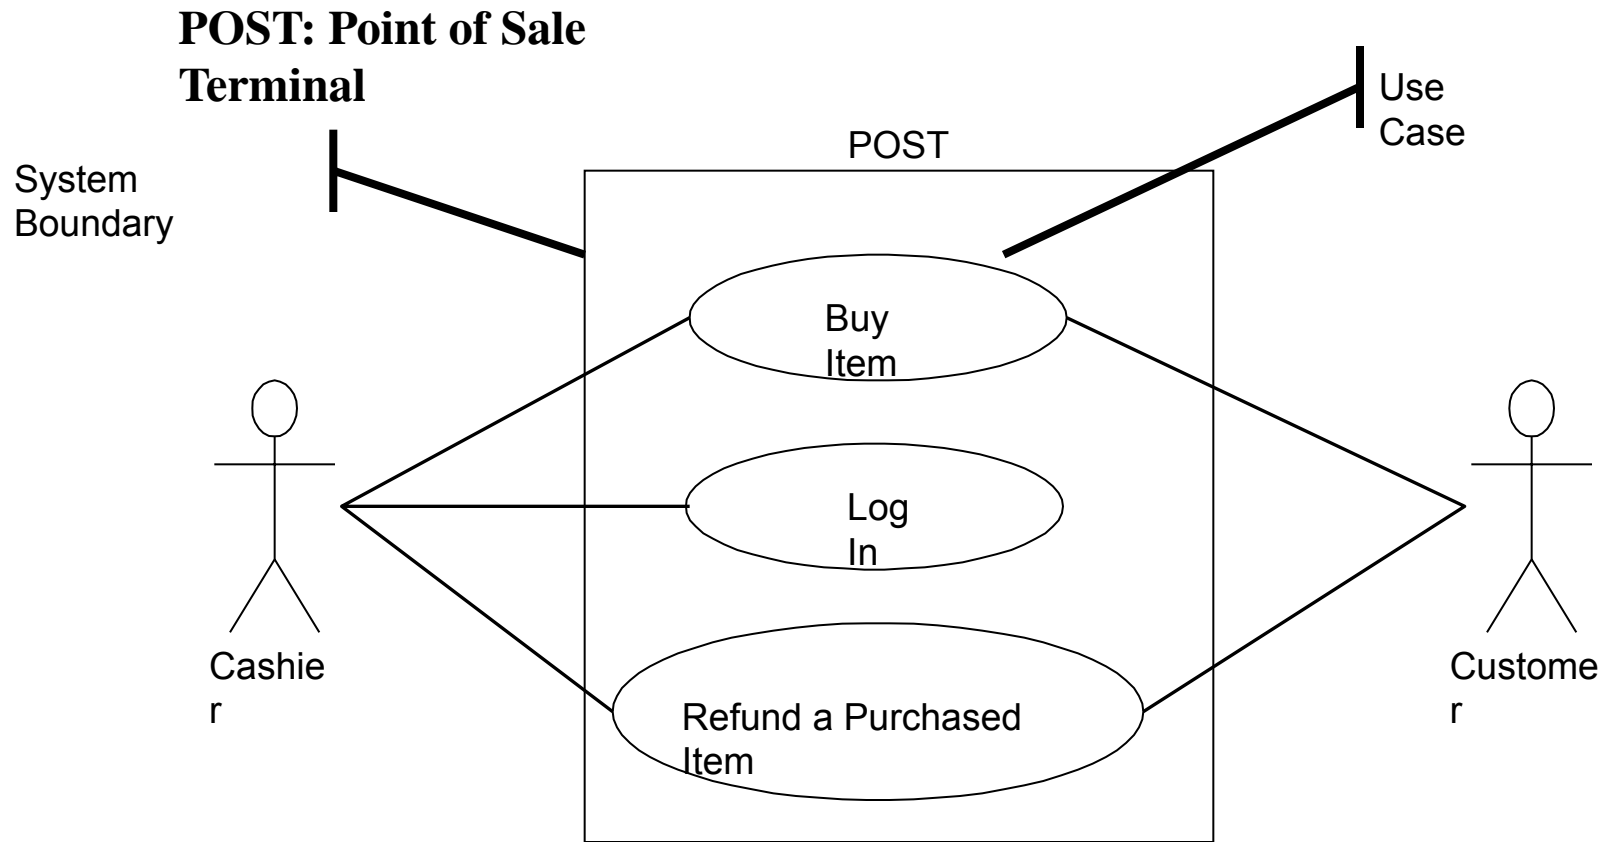 POST: Point of Sale
Terminal
Use
Case
POST
System
Boundary
Buy
Item
Log
In
Cashie
r
Custome
r
Refund a Purchased
Item